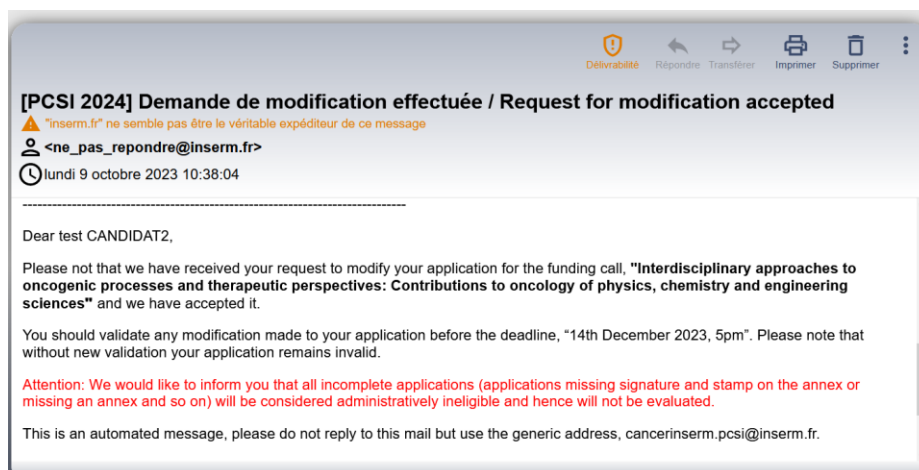 Délivrabilité Répondre Transférer Imprimer Supprimer
[PCSI 2024] Demande de modification effectuée / Request for modification accepted
"inserm.fr" ne semble pas être le véritable expéditeur de ce message
<ne_pas_repondre@inserm.fr>
lundi 9 octobre 2023 10:38:04
--------------------------------------------------------------------------------
Dear test CANDIDAT2,
Please not that we have received your request to modify your application for the funding call, "Interdisciplinary approaches to
oncogenic processes and therapeutic perspectives: Contributions to oncology of physics, chemistry and engineering
sciences" and we have accepted it.
You should validate any modification made to your application before the deadline, “14th December 2023, 5pm”. Please note that
without new validation your application remains invalid.
Attention: We would like to inform you that all incomplete applications (applications missing signature and stamp on the annex or
missing an annex and so on) will be considered administratively ineligible and hence will not be evaluated.
This is an automated message, please do not reply to this mail but use the generic address, cancerinserm.pcsi@inserm.fr.